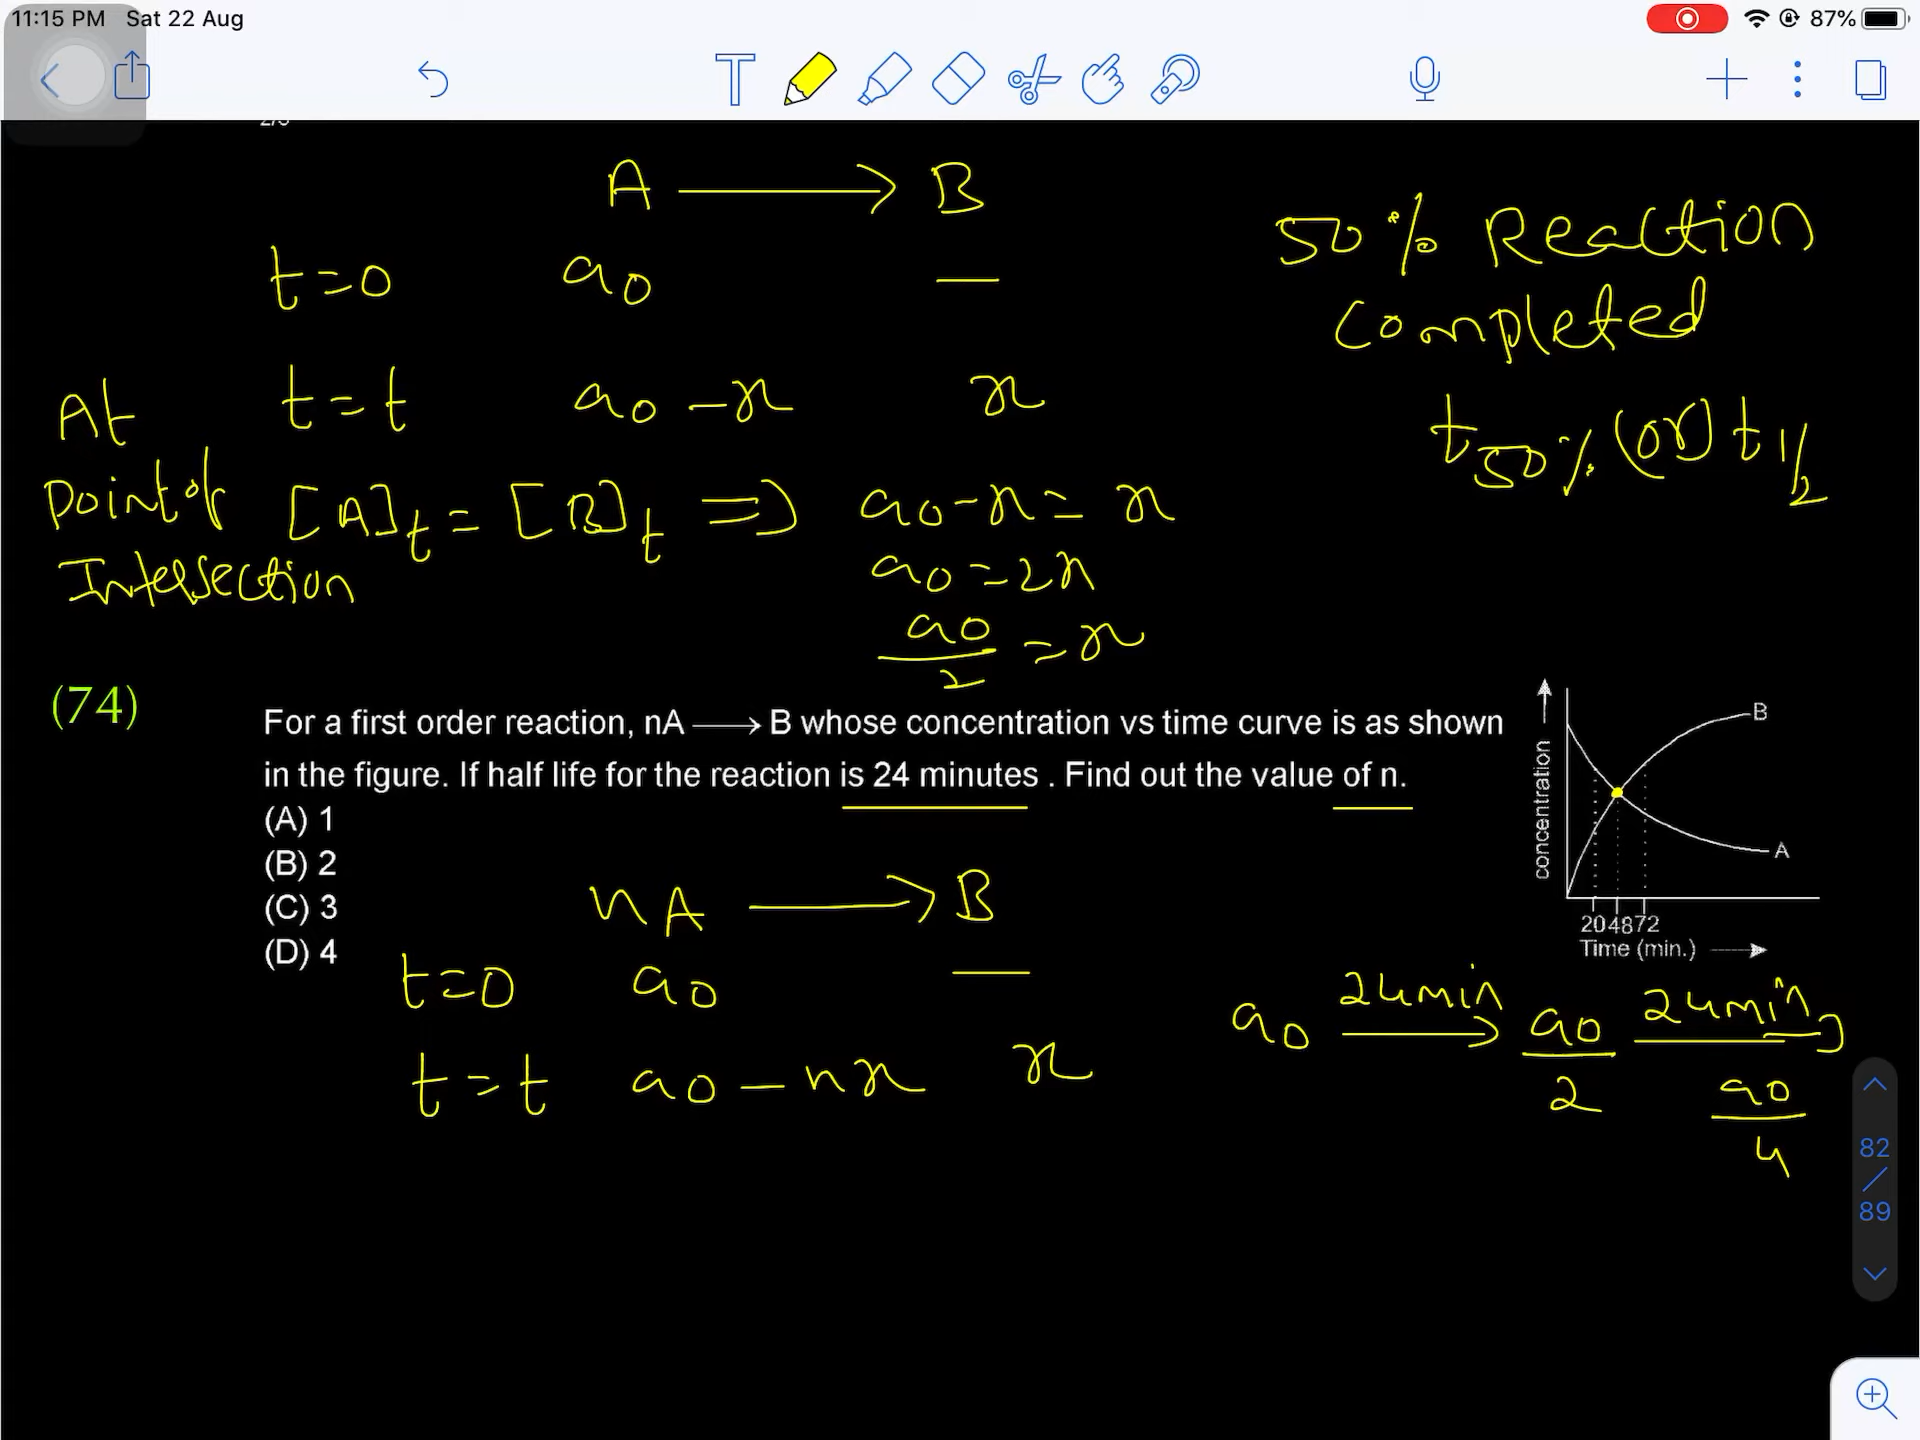 11:15 PM Sat 22 Aug
87%
A ⟶ B
t=0 a0 —
50% Reaction
completed
At t=t a0-x x
t50% (or) t1/2
point of [A]t = [B]t ⇒ a0-x = x
Intersection
a0=2x
a0/2 = x
(74)
For a first order reaction, nA ⟶ B whose concentration vs time curve is as shown
in the figure. If half life for the reaction is 24 minutes . Find out the value of n.
(A) 1
(B) 2
(C) 3
(D) 4
concentration
B
A
20 48 72
Time (min.)
nA ⟶ B
t=0 a0 —
t=t a0-nx x
a0 24min→ a0/2 24min→
a0/4
82
/
89